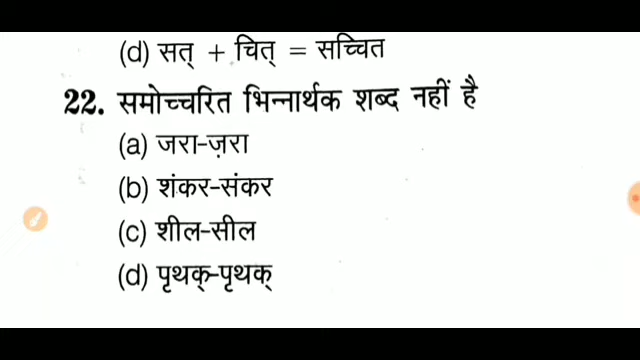 (d) सत् + चित् = सच्चित
22. समोच्चरित भिन्नार्थक शब्द नहीं है
(a) जरा-ज़रा
(b) शंकर-संकर
(c) शील-सील
(d) पृथक्-पृथक्